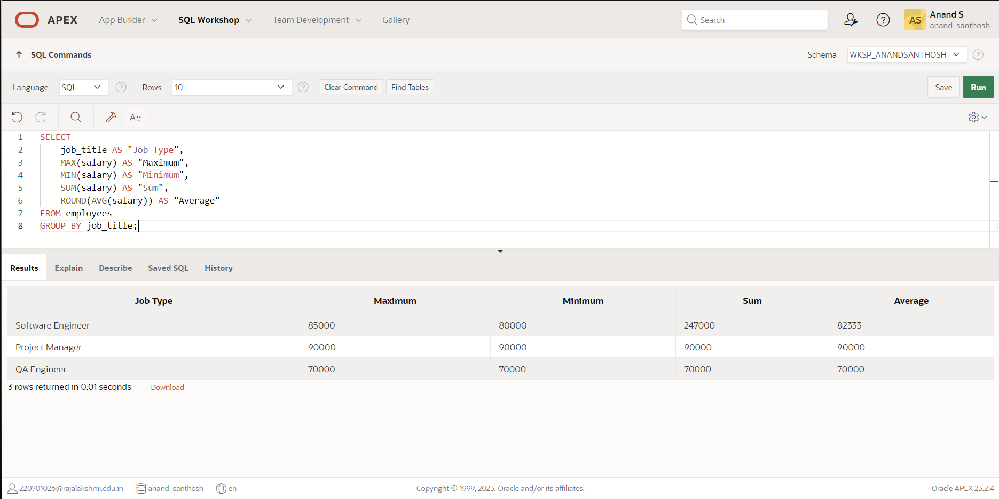 APEX App Builder SQL Workshop Team Development Gallery Search AS Anand S
anand_santhosh
SQL Commands Schema WKSP_ANANDSANTHOSH ?
Language SQL ? Rows 10 ? Clear Command Find Tables Save Run
A::
1 SELECT
2 job_title AS "Job Type",
3 MAX(salary) AS "Maximum",
4 MIN(salary) AS "Minimum",
5 SUM(salary) AS "Sum",
6 ROUND(AVG(salary)) AS "Average"
7 FROM employees
8 GROUP BY job_title;
Results Explain Describe Saved SQL History
Job Type Maximum Minimum Sum Average
Software Engineer 85000 80000 247000 82333
Project Manager 90000 90000 90000 90000
QA Engineer 70000 70000 70000 70000
3 rows returned in 0.01 seconds Download
220701026@rajalakshmi.edu.in anand_santhosh en Copyright © 1999, 2023, Oracle and/or its affiliates. Oracle APEX 23.2.4